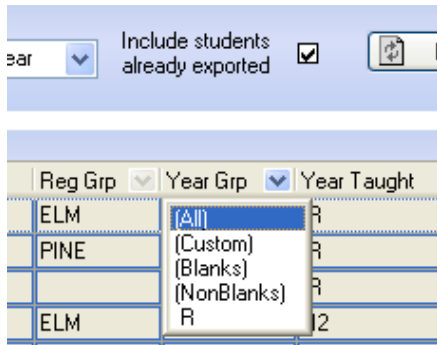 ear
Include students
already exported
Reg Grp Year Grp Year Taught
ELM (All) R
PINE (Custom) R
(Blanks) R
(NonBlanks)
ELM R 12